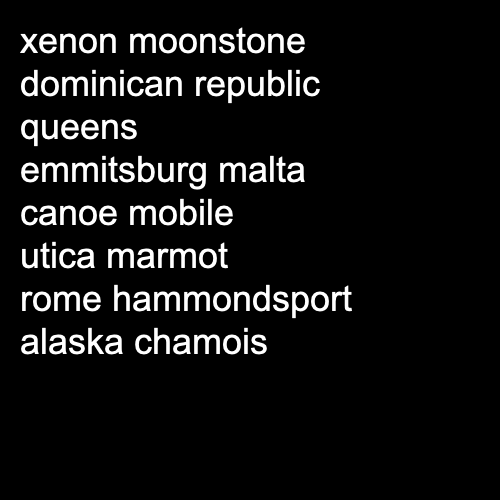 xenon moonstone
dominican republic
queens
emmitsburg malta
canoe mobile
utica marmot
rome hammondsport
alaska chamois